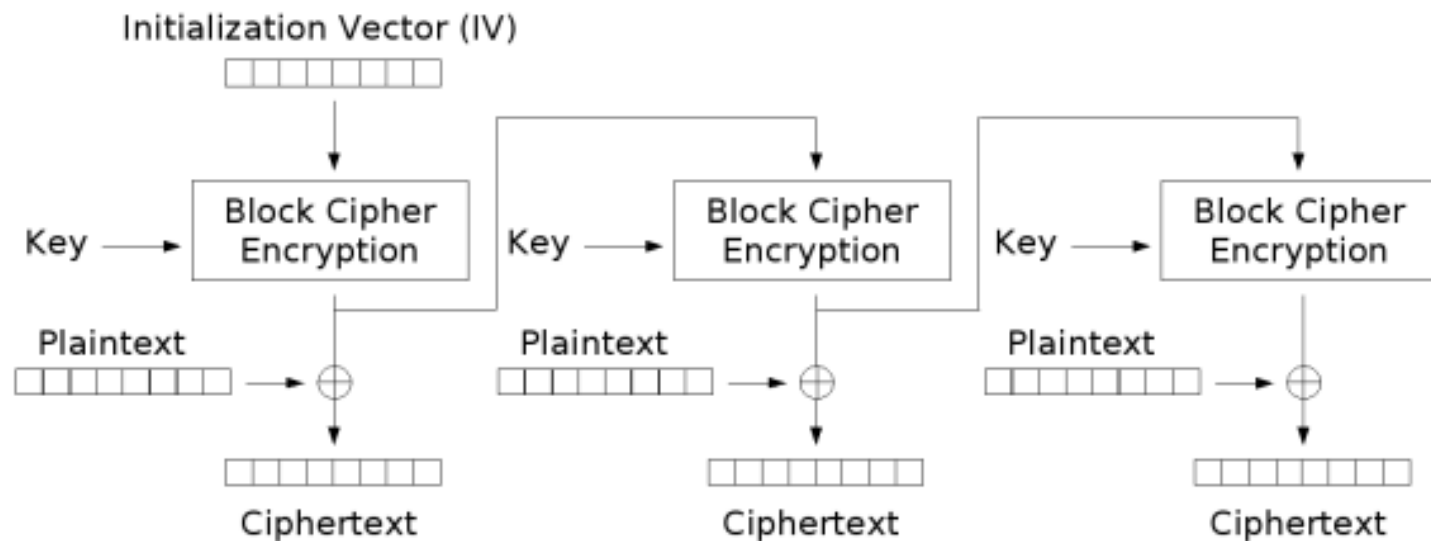 Initialization Vector (IV)
Block Cipher
Encryption
Key
Block Cipher
Encryption
Key
Block Cipher
Encryption
Key
Plaintext
Plaintext
Plaintext
Ciphertext
Ciphertext
Ciphertext